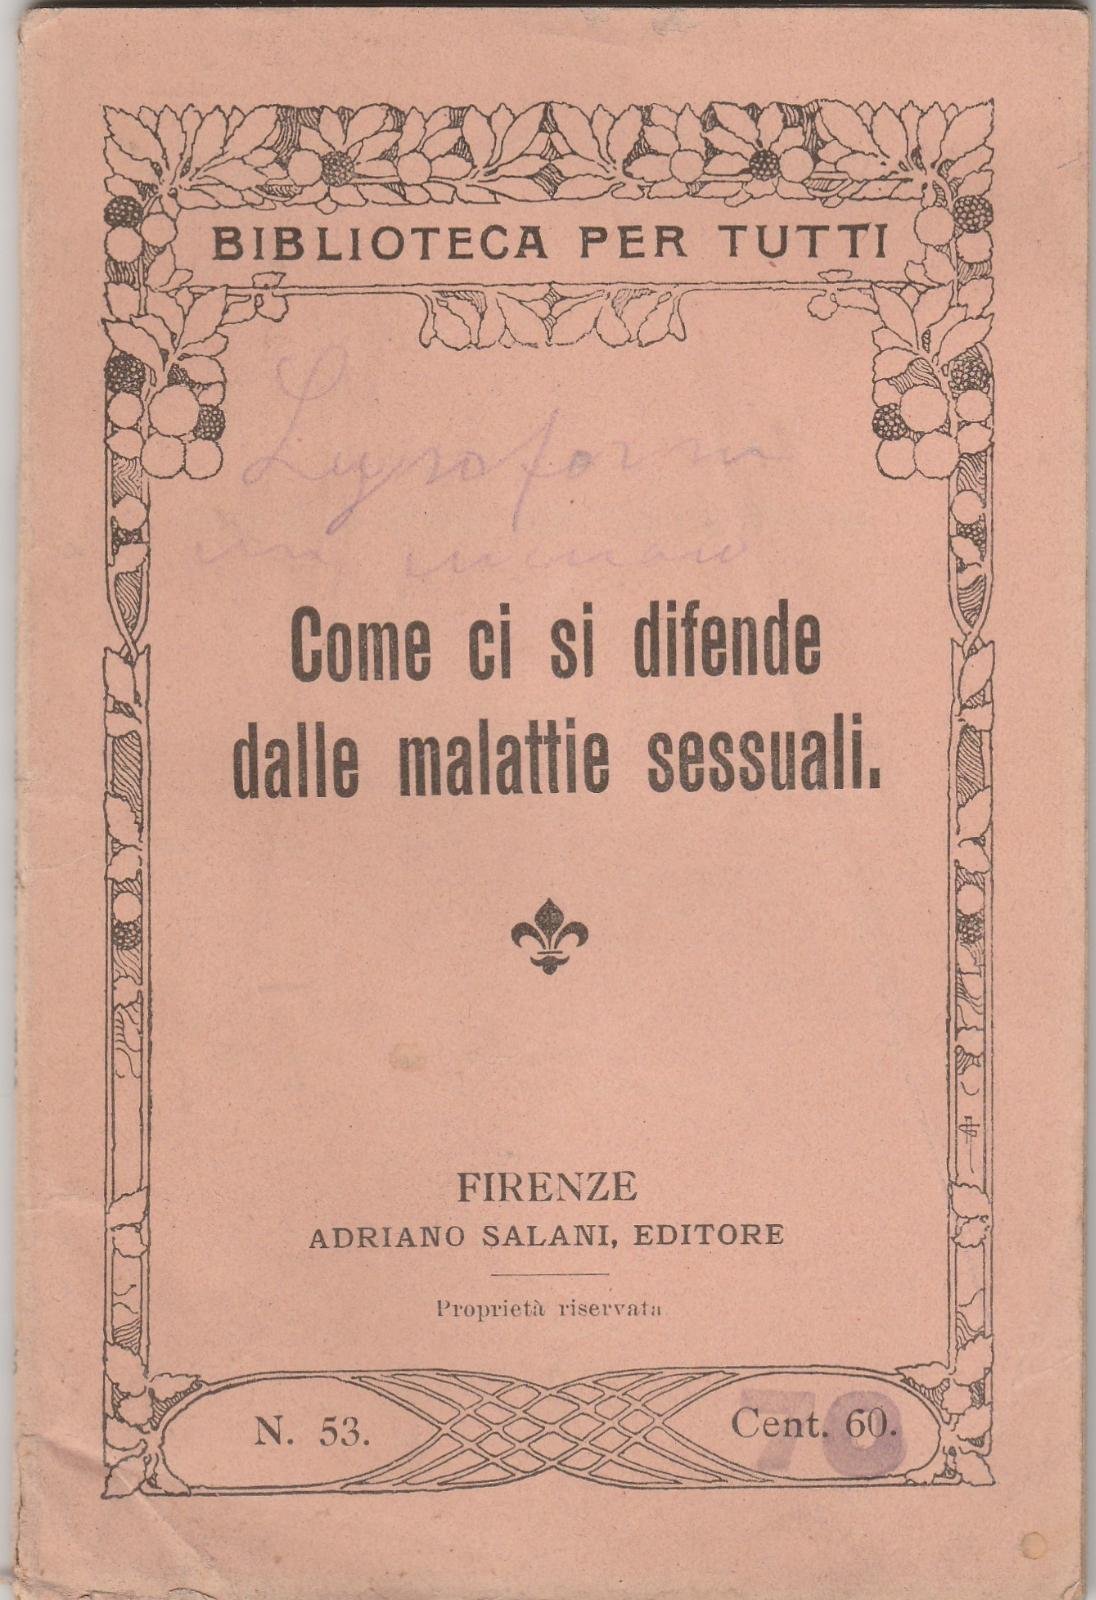 BIBLIOTECA PER TUTTI
Come ci si difende
dalle malattie sessuali.
FIRENZE
ADRIANO SALANI, EDITORE
Proprietà riservata
N. 53.
Cent. 60.
70